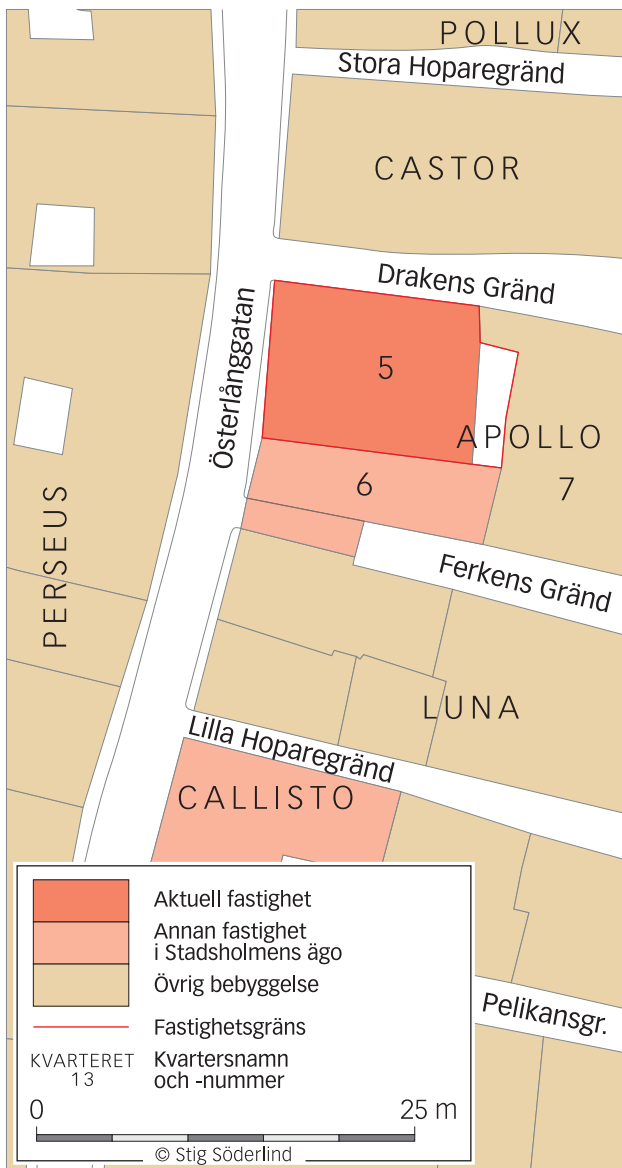 POLLUX
Stora Hoparegränd
CASTOR
Drakens Gränd
Österlånggatan
5
APOLLO
6
7
PERSEUS
Ferkens Gränd
LUNA
Lilla Hoparegränd
CALLISTO
Aktuell fastighet
Annan fastighet
i Stadsholmens ägo
Övrig bebyggelse
Fastighetsgräns
KVARTERET
13
Kvartersnamn
och -nummer
Pelikansgr.
0
25 m
© Stig Söderlind